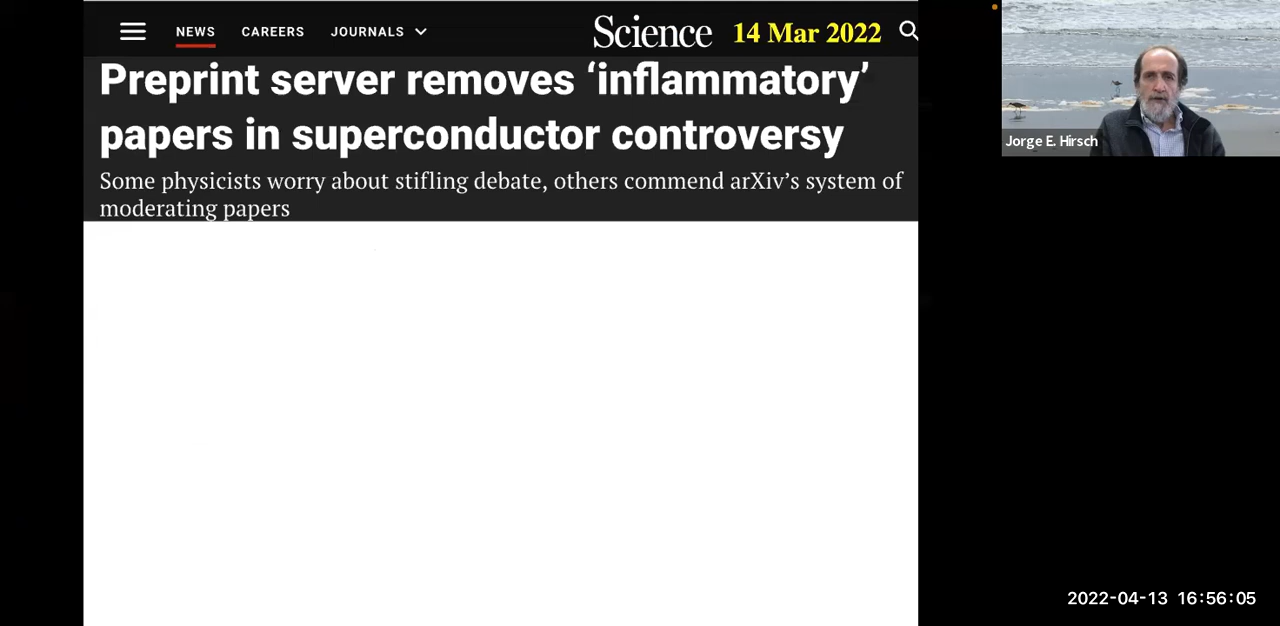 NEWS CAREERS JOURNALS Science 14 Mar 2022
Preprint server removes ‘inflammatory’
papers in superconductor controversy
Some physicists worry about stifling debate, others commend arXiv’s system of
moderating papers
Jorge E. Hirsch
2022-04-13 16:56:05